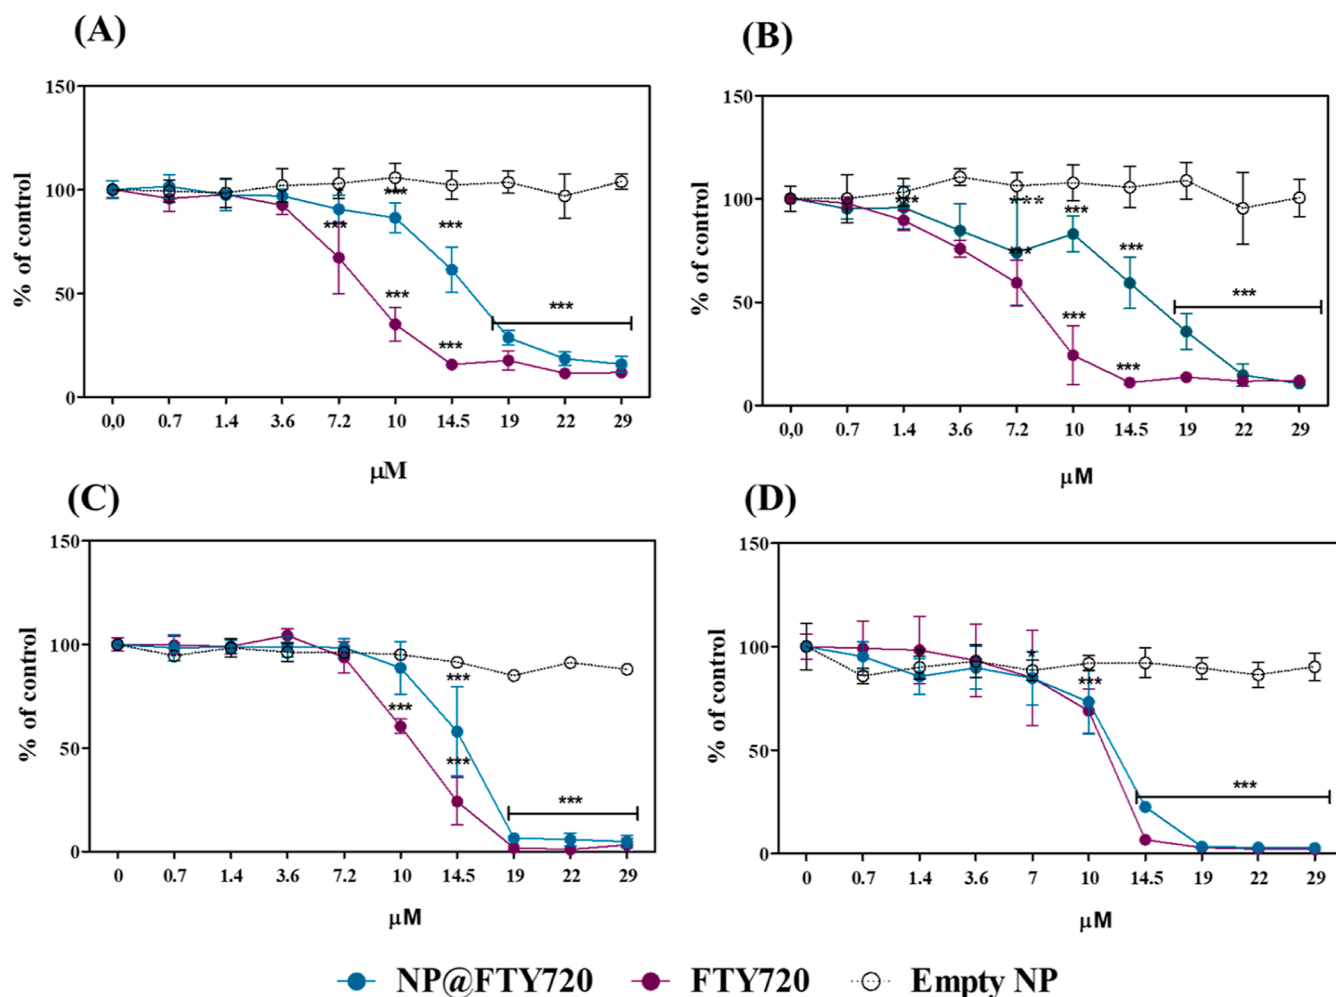 (A)
150
100
50
0
% of control
*
***
***
***
***
***
***
0,0 0.7 1.4 3.6 7.2 10 14.5 19 22 29
μM
(B)
150
100
50
0
% of control
***
***
***
***
***
***
***
***
0,0 0.7 1.4 3.6 7.2 10 14.5 19 22 29
μM
(C)
150
100
50
0
% of control
***
***
***
***
0 0.7 1.4 3.6 7.2 10 14.5 19 22 29
μM
(D)
150
100
50
0
% of control
*
*
***
***
0 0.7 1.4 3.6 7 10 14.5 19 22 29
μM
NP@FTY720 FTY720 Empty NP